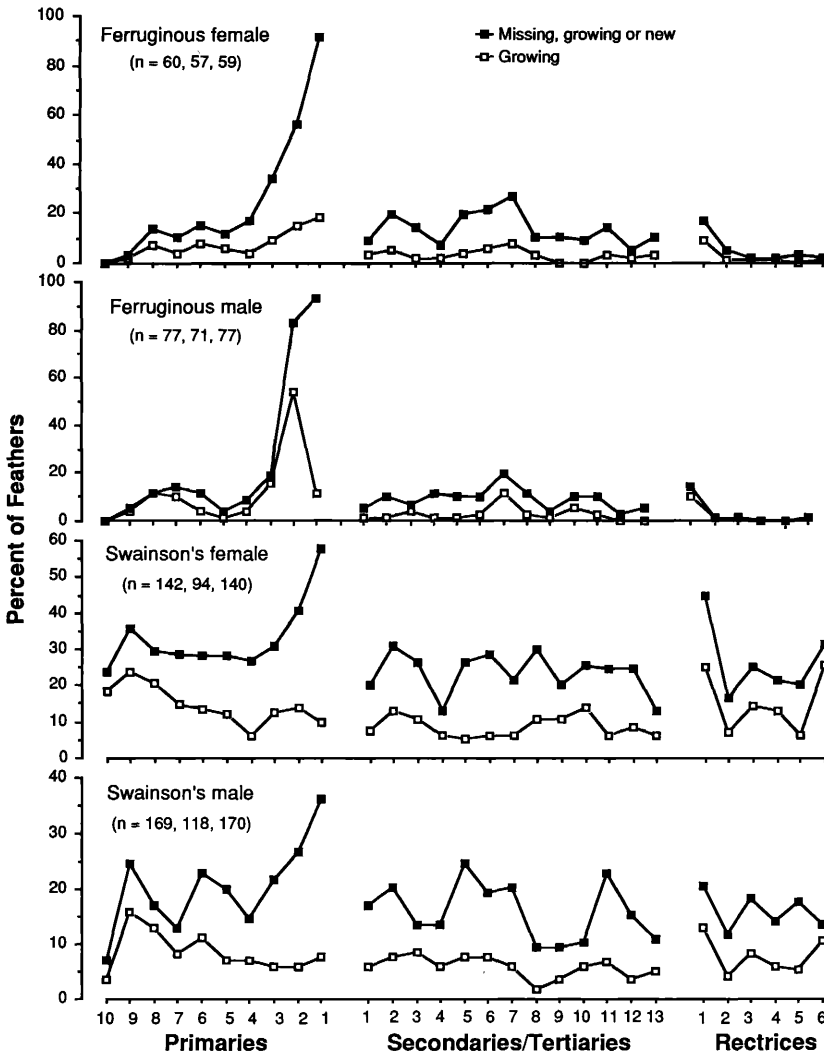 Percent of Feathers
Missing, growing or new
Growing
Ferruginous female
(n = 60, 57, 59)
100
80
60
40
20
0
Ferruginous male
(n = 77, 71, 77)
100
80
60
40
20
0
Swainson's female
(n = 142, 94, 140)
60
50
40
30
20
10
0
Swainson's male
(n = 169, 118, 170)
40
30
20
10
0
10 9 8 7 6 5 4 3 2 1
1 2 3 4 5 6 7 8 9 10 11 12 13
1 2 3 4 5 6
Primaries
Secondaries/Tertiaries
Rectrices